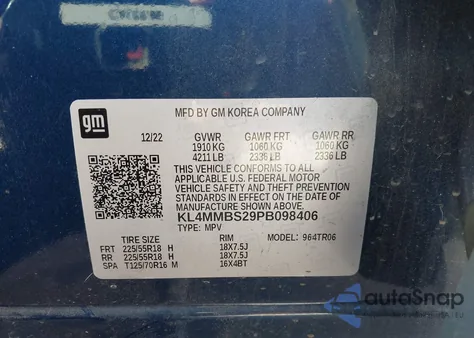 gm
MFD BY GM KOREA COMPANY
12/22 GVWR GAWR FRT GAWR RR
1910 KG 1060 KG 1060 KG
4211 LB 2336 LB 2336 LB
THIS VEHICLE CONFORMS TO ALL
APPLICABLE U.S. FEDERAL MOTOR
VEHICLE SAFETY AND THEFT PREVENTION
STANDARDS IN EFFECT ON THE DATE OF
MANUFACTURE SHOWN ABOVE.
KL4MMBS29PB098406
TYPE: MPV
TIRE SIZE RIM MODEL: 964TR06
FRT 225/55R18 H 18X7.5J
RR 225/55R18 H 18X7.5J
SPA T125/70R16 M 16X4BT
autoSnap